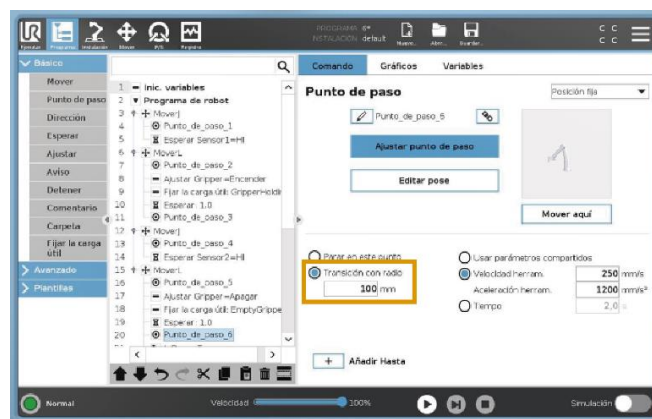 Ejecutar Programa Instalación Mover E/S Registro
PROGRAMA 6*
INSTALACIÓN default
Nuevo... Abrir... Guardar...
C C
C C
Básico
Mover
Punto de paso
Dirección
Esperar
Ajustar
Aviso
Detener
Comentario
Carpeta
Fijar la carga
útil
Avanzado
Plantillas
1 Inic. variables
2 Programa de robot
3 MoverJ
4 Punto_de_paso_1
5 Esperar Sensor1=HI
6 MoverL
7 Punto_de_paso_2
8 Ajustar Gripper=Encender
9 Fijar la carga útil: GripperHoldir
10 Esperar: 1.0
11 Punto_de_paso_3
12 MoverJ
13 Punto_de_paso_4
14 Esperar Sensor2=HI
15 MoverL
16 Punto_de_paso_5
17 Ajustar Gripper=Apagar
18 Fijar la carga útil: EmptyGrippe
19 Esperar: 1.0
20 Punto_de_paso_6
Comando Gráficos Variables
Punto de paso
Posición fija
Punto_de_paso_6
Ajustar punto de paso
Editar pose
Mover aquí
Parar en este punto
Transición con radio
100 mm
Usar parámetros compartidos
Velocidad herram. 250 mm/s
Aceleración herram. 1200 mm/s²
Tiempo 2,0 s
+ Añadir Hasta
Normal
Velocidad 100%
Simulación